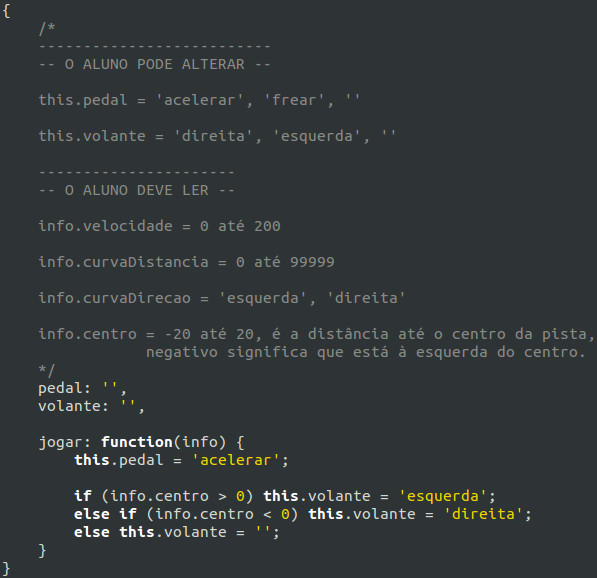 {
/*
--------------------------
-- O ALUNO PODE ALTERAR --
this.pedal = 'acelerar', 'frear', ''
this.volante = 'direita', 'esquerda', ''
----------------------
-- O ALUNO DEVE LER --
info.velocidade = 0 até 200
info.curvaDistancia = 0 até 99999
info.curvaDirecao = 'esquerda', 'direita'
info.centro = -20 até 20, é a distância até o centro da pista,
negativo significa que está à esquerda do centro.
*/
pedal: '',
volante: '',
jogar: function(info) {
this.pedal = 'acelerar';
if (info.centro > 0) this.volante = 'esquerda';
else if (info.centro < 0) this.volante = 'direita';
else this.volante = '';
}
}